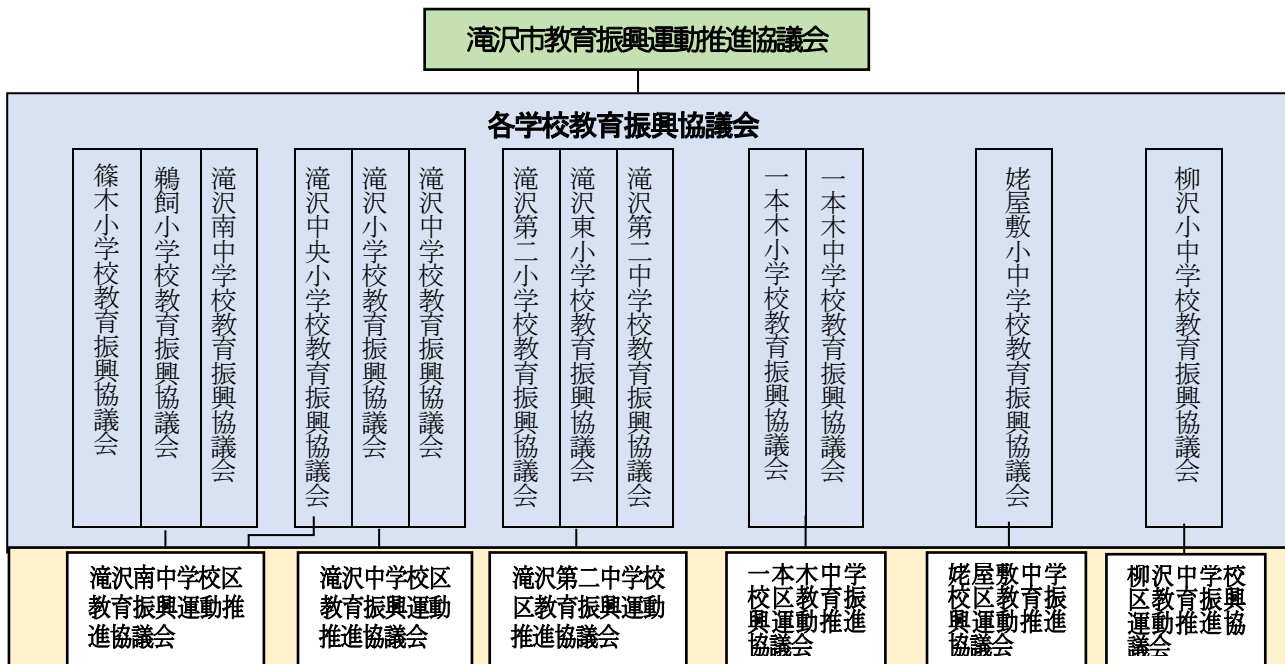 滝沢市教育振興運動推進協議会
各学校教育振興協議会
篠木小学校教育振興協議会
鵜飼小学校教育振興協議会
滝沢南中学校教育振興協議会
滝沢中央小学校教育振興協議会
滝沢小学校教育振興協議会
滝沢中学校教育振興協議会
滝沢第二小学校教育振興協議会
滝沢東小学校教育振興協議会
滝沢第二中学校教育振興協議会
一本木小学校教育振興協議会
一本木中学校教育振興協議会
姥屋敷小中学校教育振興協議会
柳沢小中学校教育振興協議会
滝沢南中学校区
教育振興運動推
進協議会
滝沢中学校区
教育振興運動
推進協議会
滝沢第二中学校
区教育振興運動
推進協議会
一本木中学
校区教育振
興運動推進
協議会
姥屋敷中学
校区教育振
興運動推進
協議会
柳沢中学校
区教育振興
運動推進協
議会